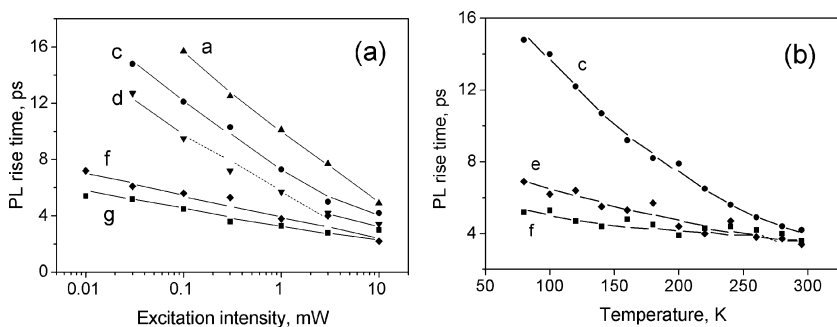 (a)
a
c
d
f
g
16
12
8
4
0
PL rise time, ps
0.01 0.1 1 10
Excitation intensity, mW
(b)
c
e
f
16
12
8
4
PL rise time, ps
50 100 150 200 250 300
Temperature, K